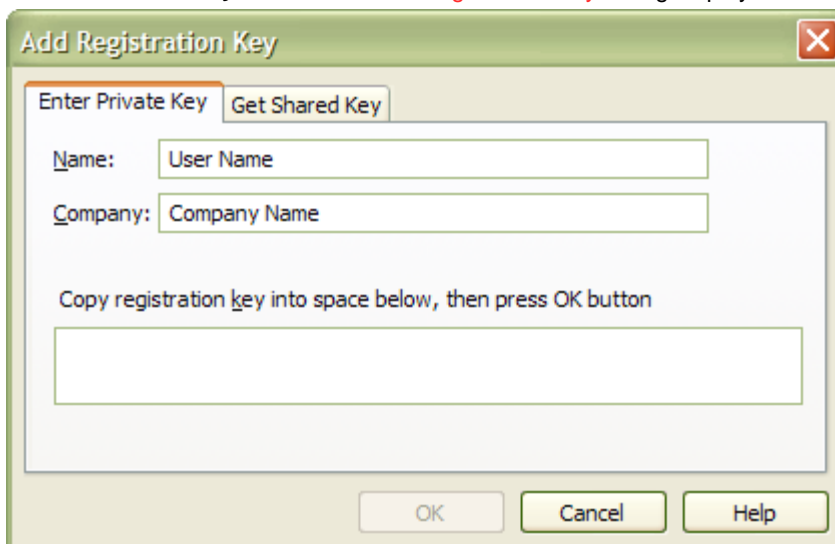 Add Registration Key
Enter Private Key Get Shared Key
Name: User Name
Company: Company Name
Copy registration key into space below, then press OK button
OK Cancel Help